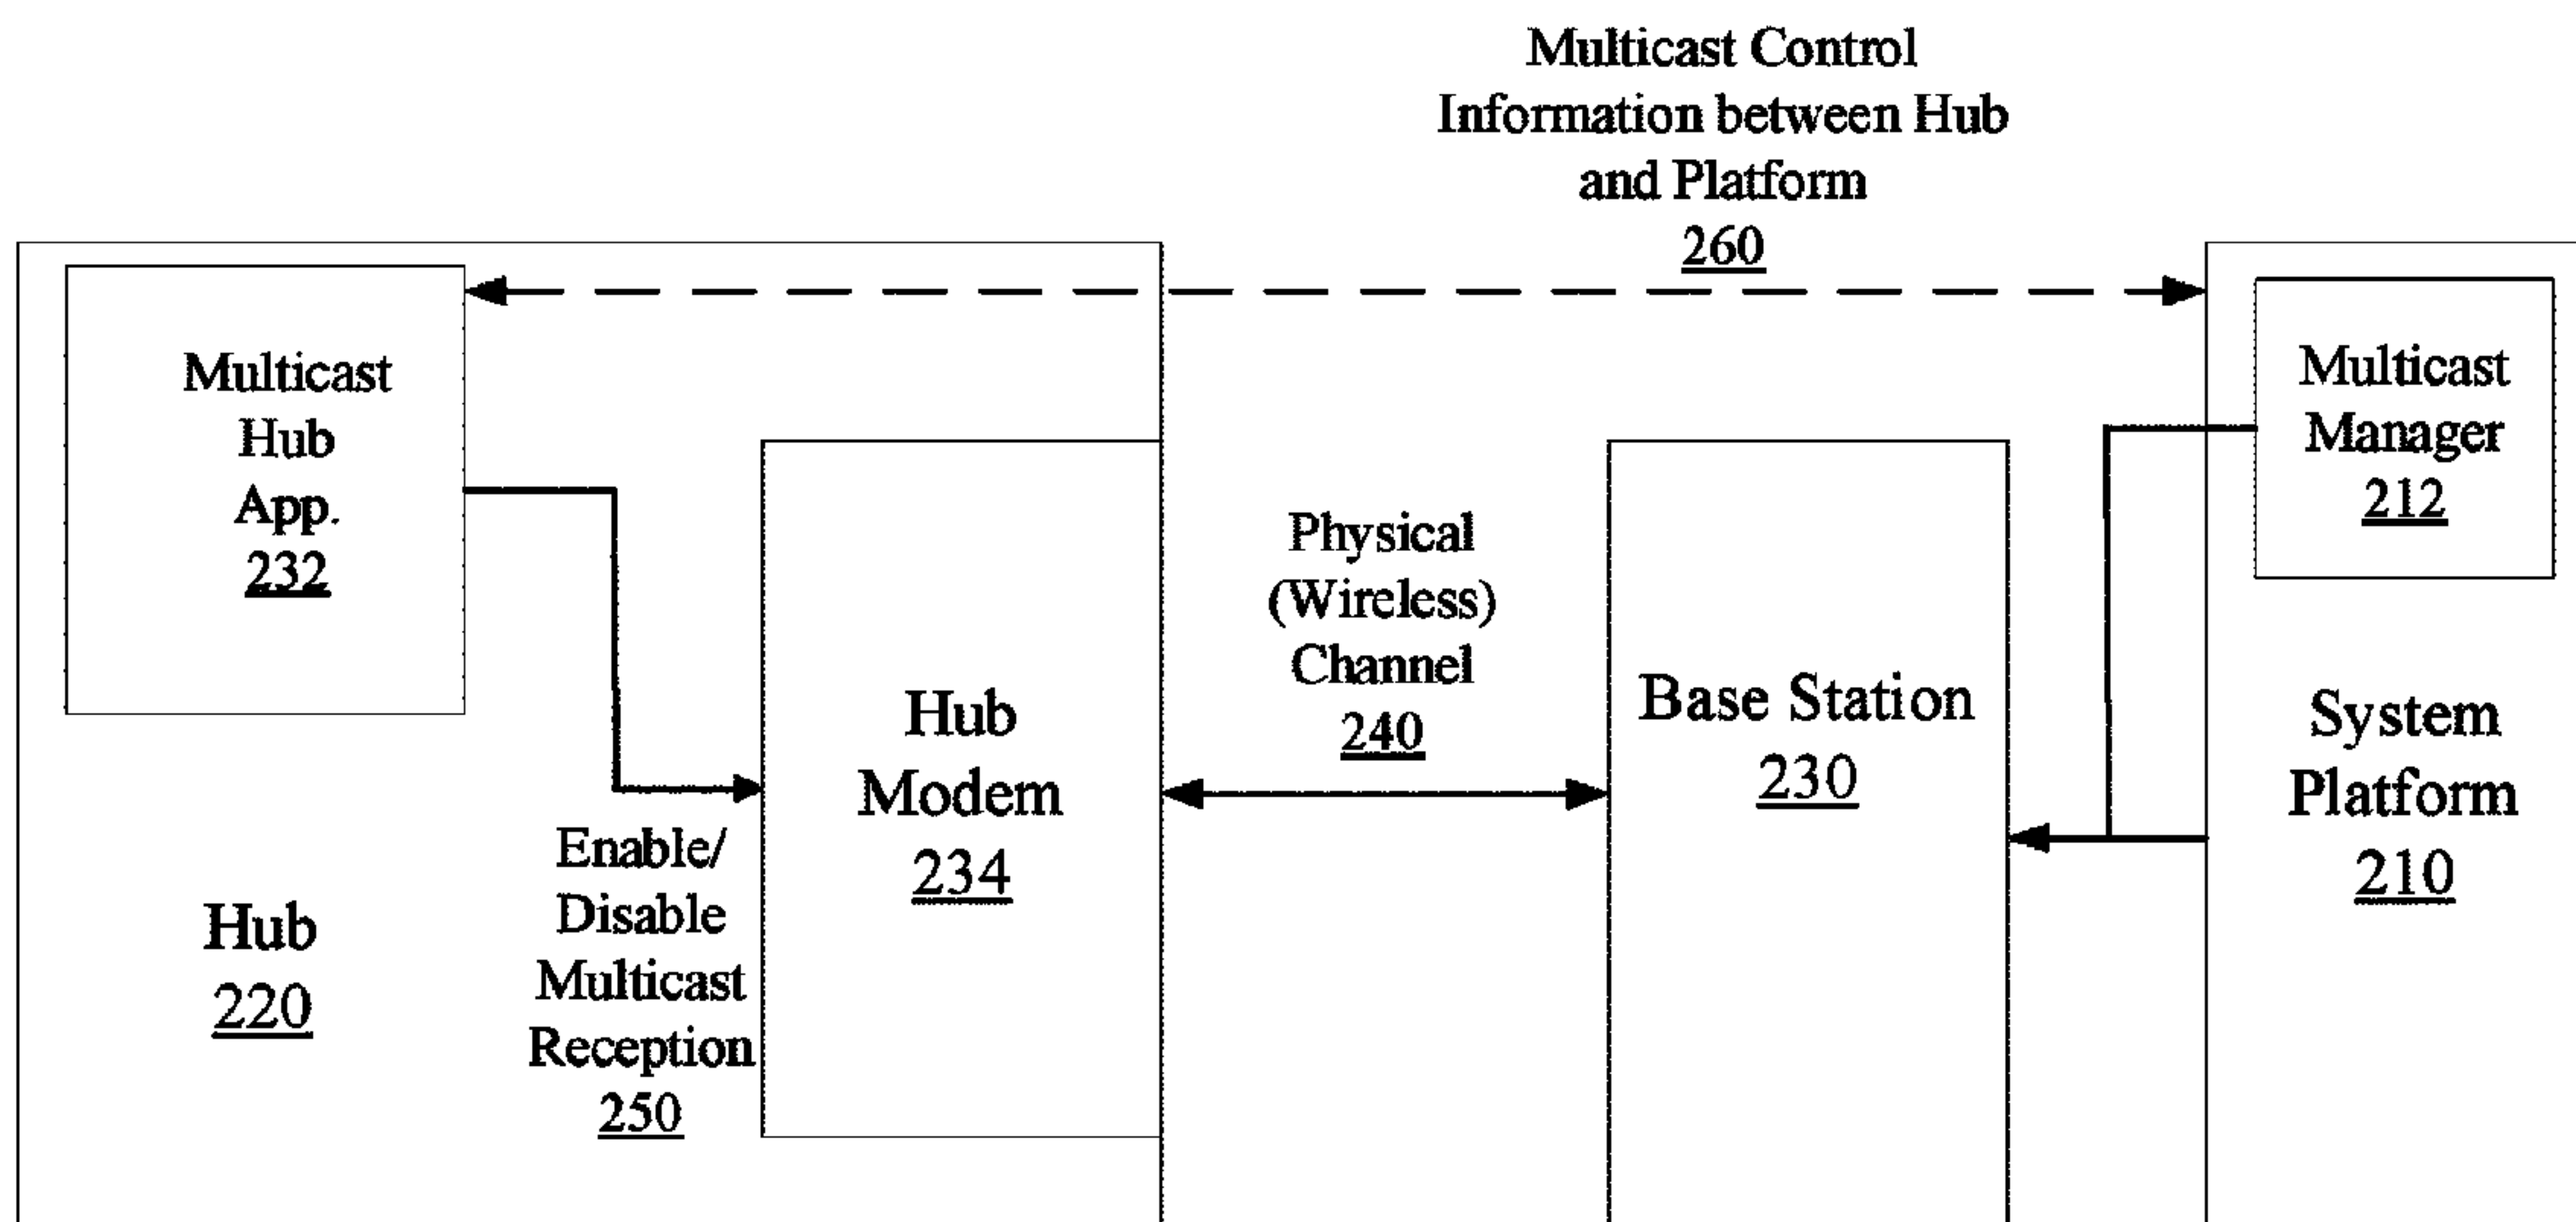 Multicast Control
Information between Hub
and Platform
260
Multicast
Hub
App.
232
Multicast
Manager
212
Physical
(Wireless)
Channel
240
Hub
Modem
234
Base Station
230
System
Platform
210
Enable/
Disable
Multicast
Reception
250
Hub
220